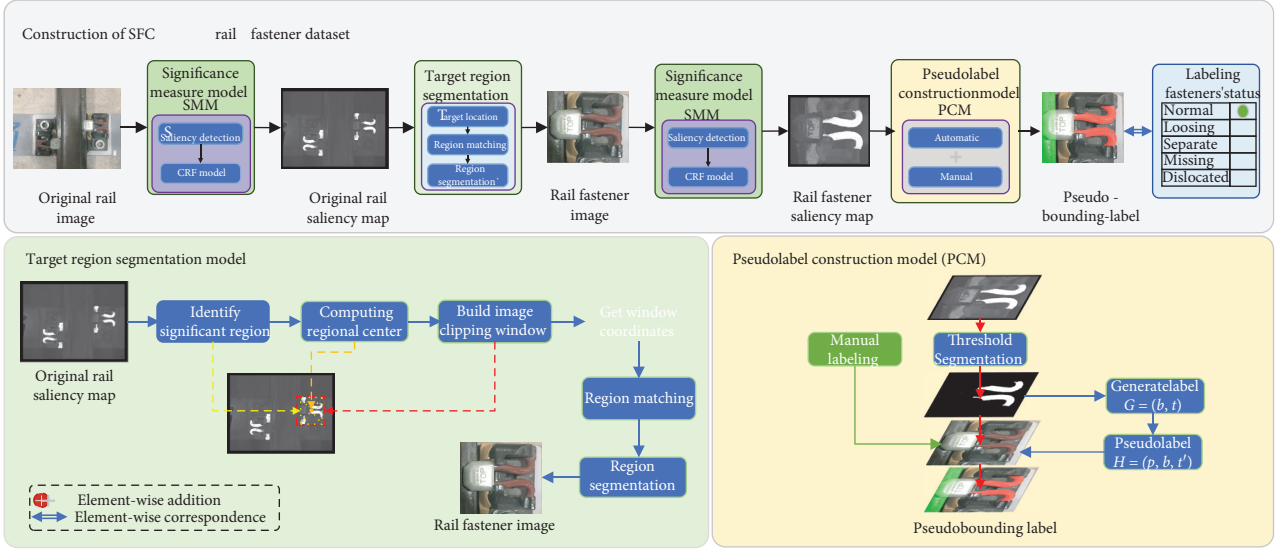 Construction of SFC rail fastener dataset
Significance
measure model
SMM
Saliency detection
CRF model
Target region
segmentation
Target location
Region matching
Region
segmentation`
Significance
measure model
SMM
Saliency detection
CRF model
Pseudolabel
constructionmodel
PCM
Automatic
+
Manual
Labeling
fasteners'status
Normal
Loosing
Separate
Missing
Dislocated
TOP
TOP
Original rail
image
Original rail
saliency map
Rail fastener
image
Rail fastener
saliency map
Pseudo -
bounding-label
Target region segmentation model
Identify
significant region
Computing
regional center
Build image
clipping window
Get window
coordinates
Original rail
saliency map
Region matching
Region
segmentation
TOP
Rail fastener image
Element-wise addition
Element-wise correspondence
Pseudolabel construction model (PCM)
Manual
labeling
Threshold
Segmentation
Generatelabel
G = (b, t)
Pseudolabel
H = (p, b, t′)
Pseudobounding label